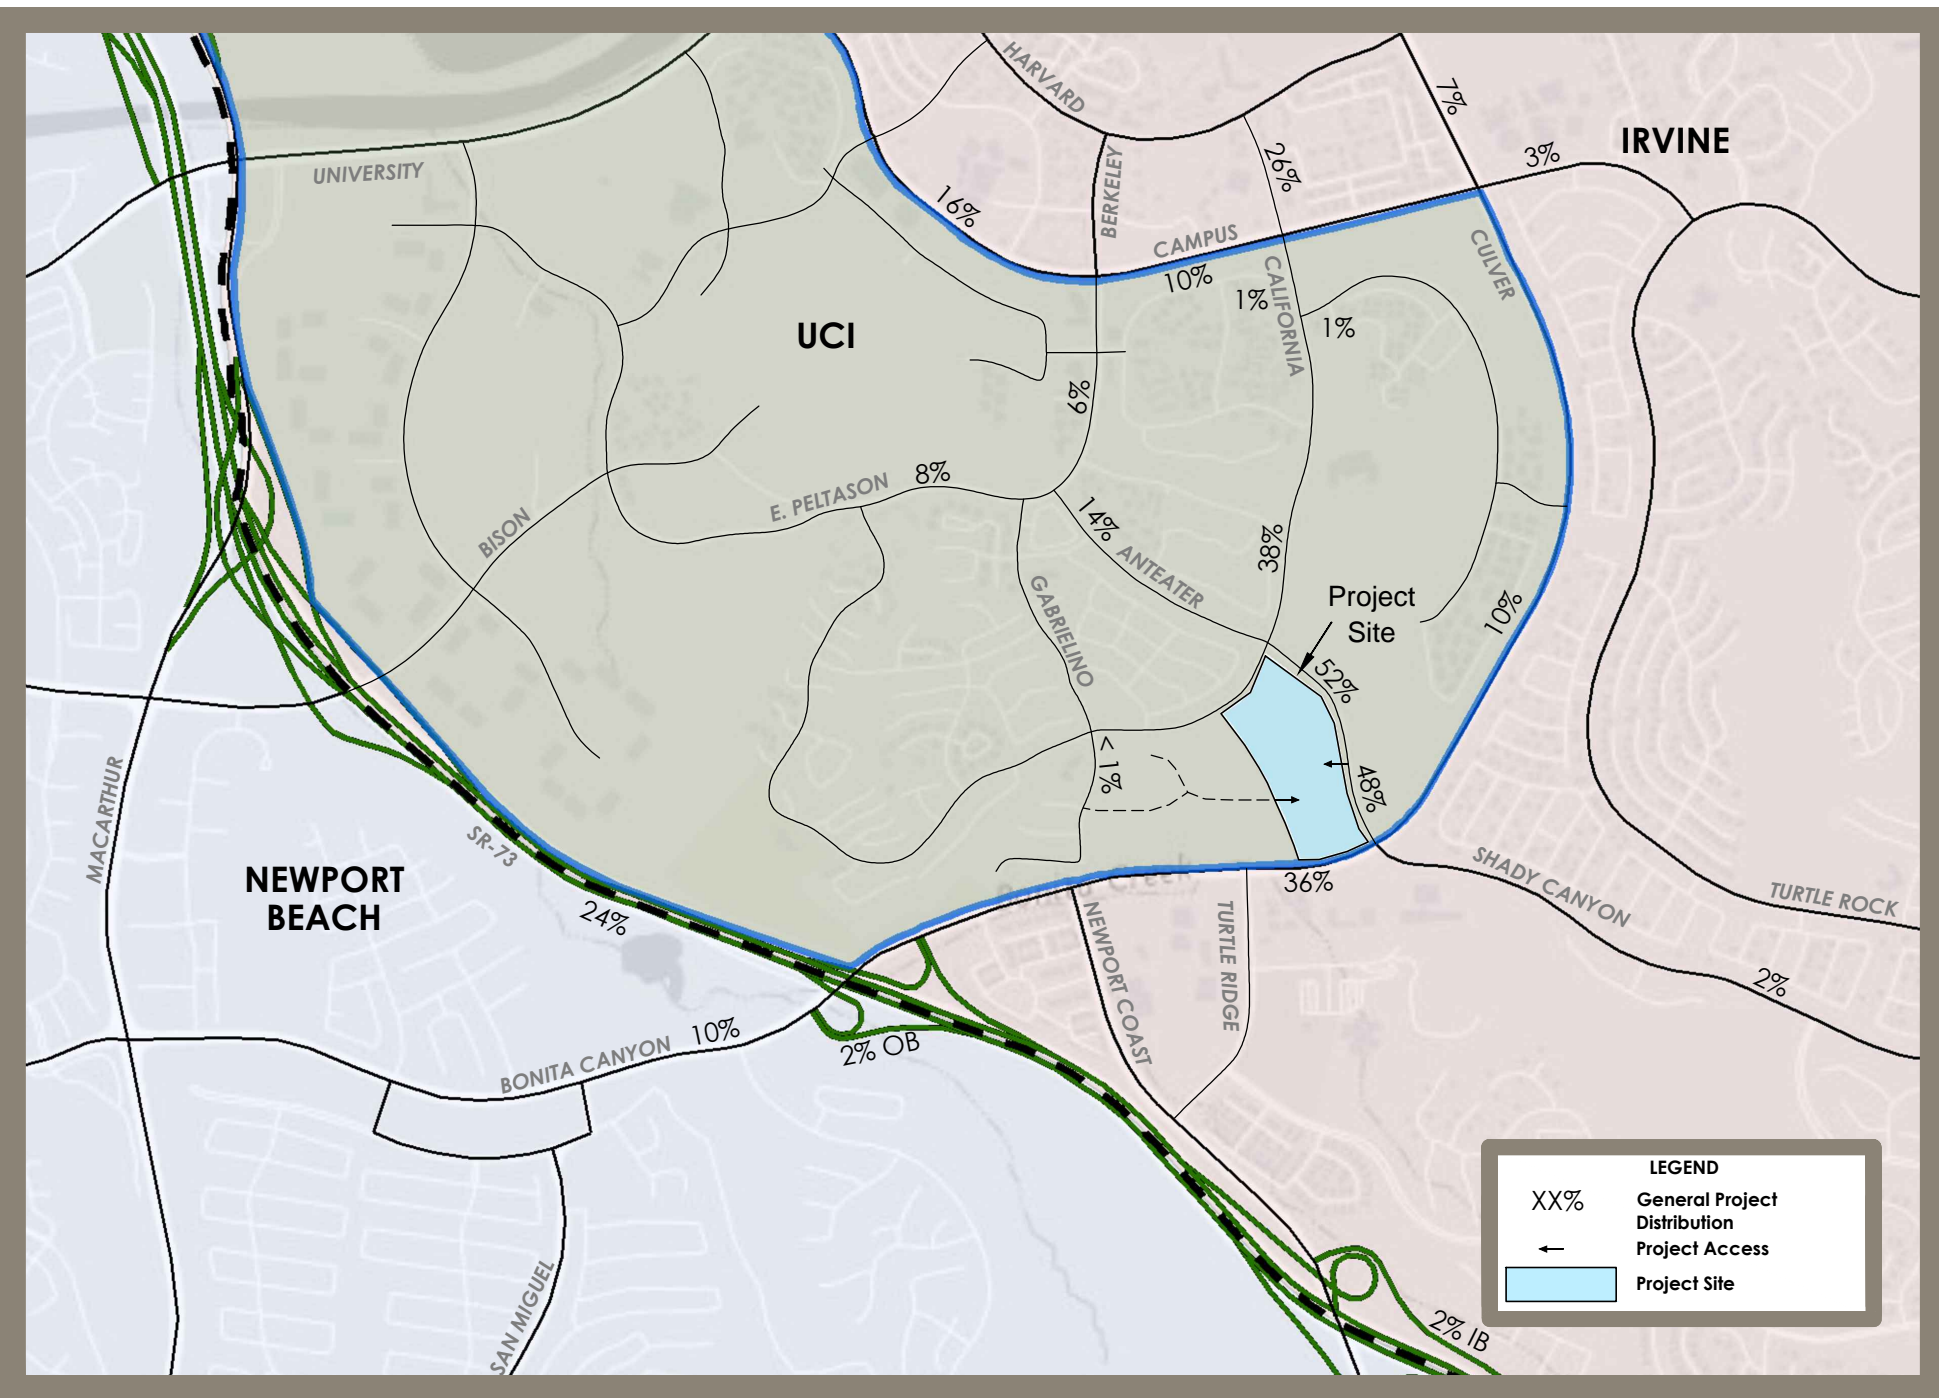 HARVARD
7%
IRVINE
3%
26%
UNIVERSITY
BERKELEY
16%
CAMPUS
10%
CULVER
CALIFORNIA
1%
1%
UCI
6%
8%
E. PELTASON
BISON
14%
ANTEATER
38%
GABRIELINO
Project
Site
10%
52%
< 1%
48%
MACARTHUR
SR-73
NEWPORT
BEACH
24%
36%
SHADY CANYON
TURTLE ROCK
NEWPORT COAST
TURTLE RIDGE
2%
10%
BONITA CANYON
2% OB
SAN MIGUEL
2% IB
LEGEND
XX%
General Project
Distribution
Project Access
Project Site